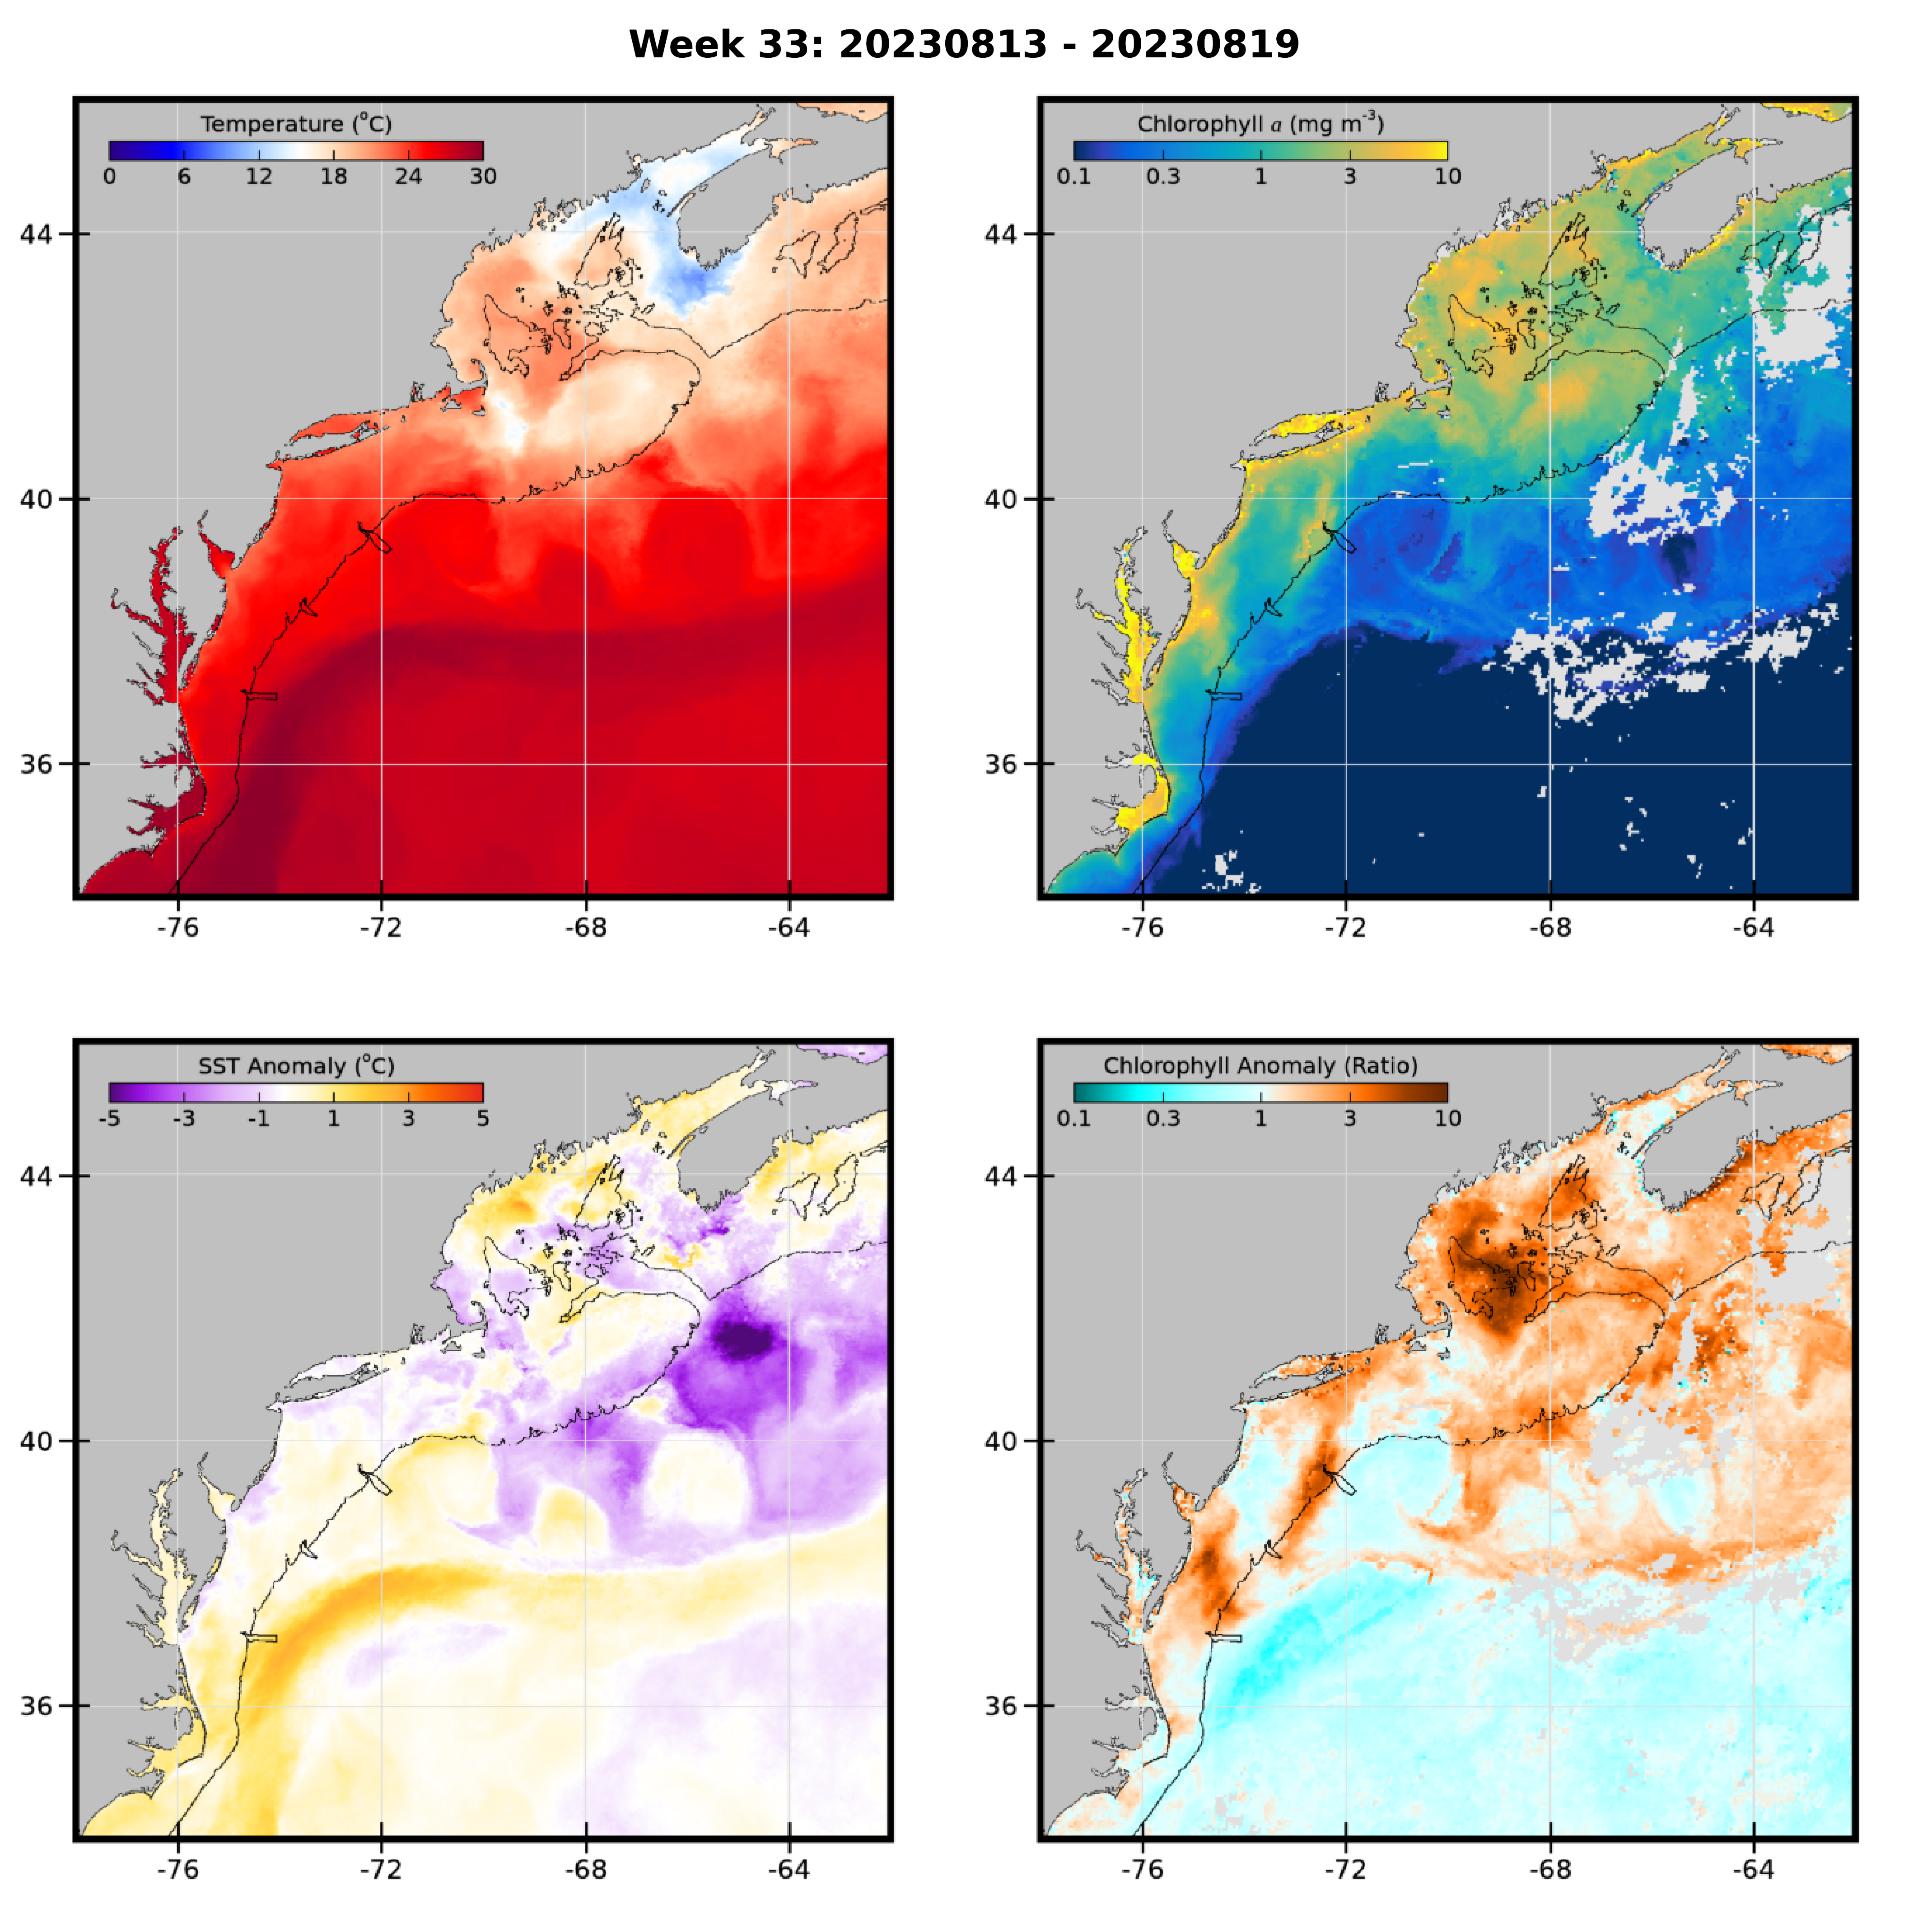 Week 33: 20230813 - 20230819
Temperature (°C)
0 6 12 18 24 30
44
40
36
-76 -72 -68 -64
Chlorophyll a (mg m⁻³)
0.1 0.3 1 3 10
44
40
36
-76 -72 -68 -64
SST Anomaly (°C)
-5 -3 -1 1 3 5
44
40
36
-76 -72 -68 -64
Chlorophyll Anomaly (Ratio)
0.1 0.3 1 3 10
44
40
36
-76 -72 -68 -64